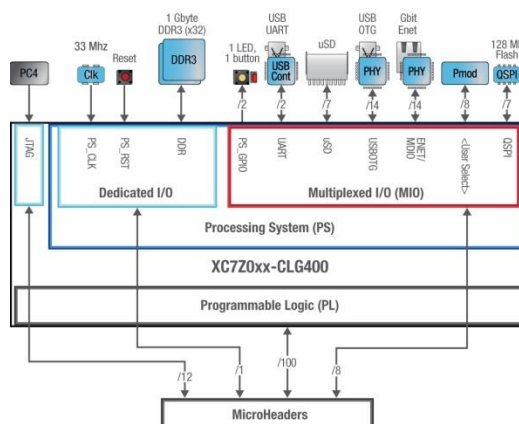 1 Gbyte
DDR3 (x32)
33 Mhz
Reset
1 LED,
1 button
USB
UART
uSD
USB
OTG
Gbit
Enet
128 M
Flash
PC4
Clk
DDR3
USB
Cont
PHY
PHY
Pmod
QSPI
/2
/2
/7
/14
/14
/8
/7
JTAG
PS_CLK
PS_RST
DDR
PS_GPIO
UART
uSD
USBOTG
ENET/
MDIO
<User Select>
QSPI
Dedicated I/O
Multiplexed I/O (MIO)
Processing System (PS)
XC7Z0xx-CLG400
Programmable Logic (PL)
/12
/1
/100
/8
MicroHeaders